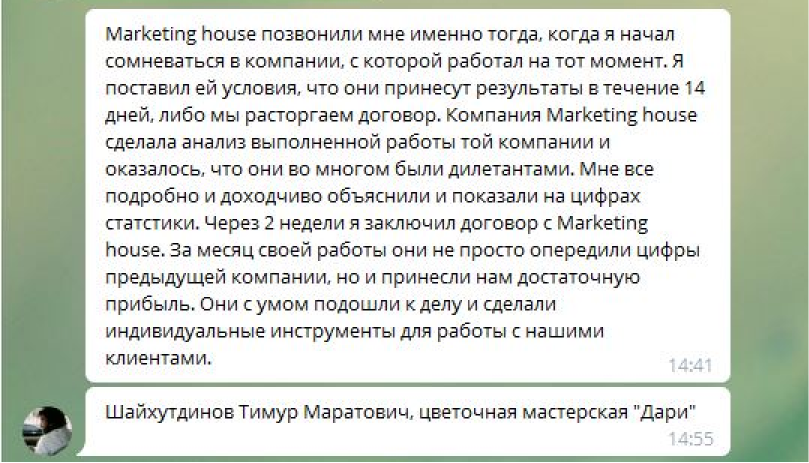 Marketing house позвонили мне именно тогда, когда я начал
сомневаться в компании, с которой работал на тот момент. Я
поставил ей условия, что они принесут результаты в течение 14
дней, либо мы расторгаем договор. Компания Marketing house
сделала анализ выполненной работы той компании и
оказалось, что они во многом были дилетантами. Мне все
подробно и доходчиво объяснили и показали на цифрах
статстики. Через 2 недели я заключил договор с Marketing
house. За месяц своей работы они не просто опередили цифры
предыдущей компании, но и принесли нам достаточную
прибыль. Они с умом подошли к делу и сделали
индивидуальные инструменты для работы с нашими
клиентами.
14:41
Шайхутдинов Тимур Маратович, цветочная мастерская "Дари"
14:55